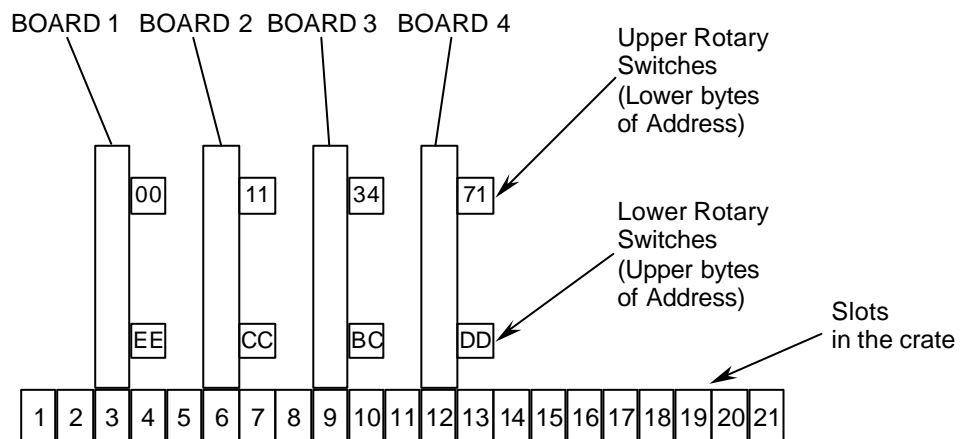 BOARD 1 BOARD 2 BOARD 3 BOARD 4
Upper Rotary
Switches
(Lower bytes
of Address)
00 11 34 71
Lower Rotary
Switches
(Upper bytes
of Address)
EE CC BC DD
Slots
in the crate
1 2 3 4 5 6 7 8 9 10 11 12 13 14 15 16 17 18 19 20 21